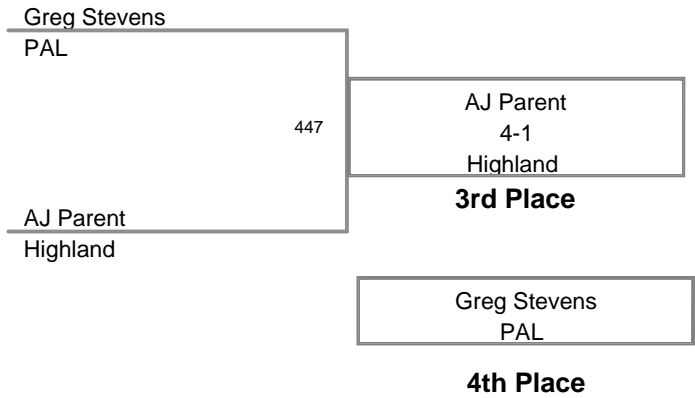 Greg Stevens
PAL
447
AJ Parent
4-1
Highland
3rd Place
AJ Parent
Highland
Greg Stevens
PAL
4th Place